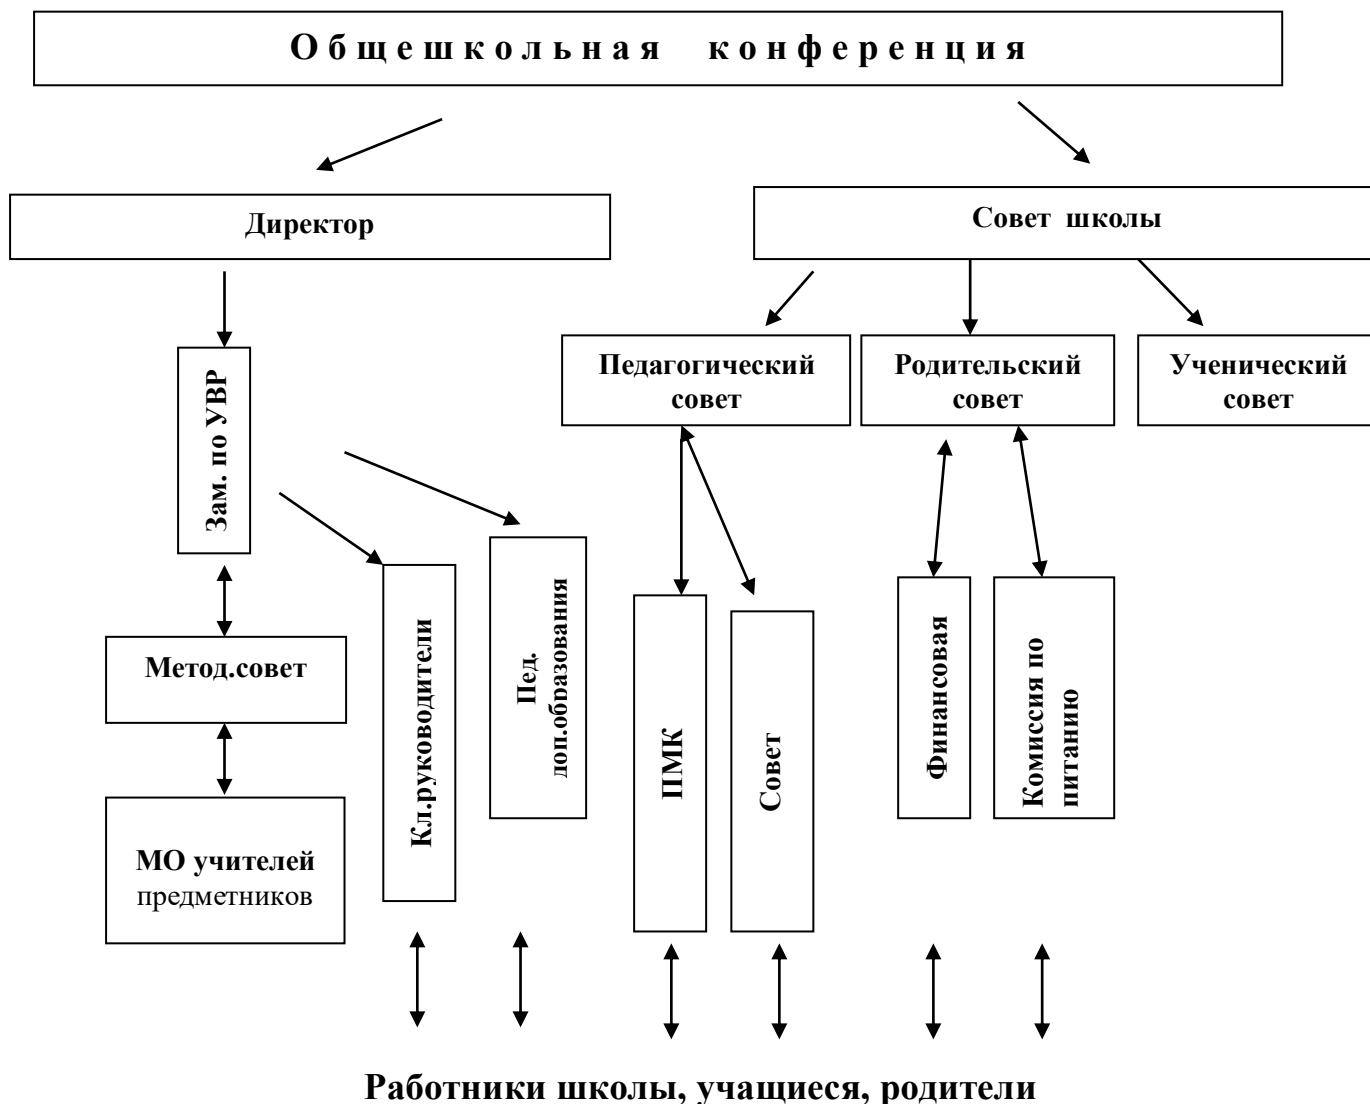 Общешкольная конференция
Директор
Совет школы
Педагогический
совет
Родительский
совет
Ученический
совет
Зам. по УВР
Метод.совет
МО учителей
предметников
Кл.руководители
Пед.
доп.образования
ПМК
Совет
Финансовая
Комиссия по
питанию
Работники школы, учащиеся, родители